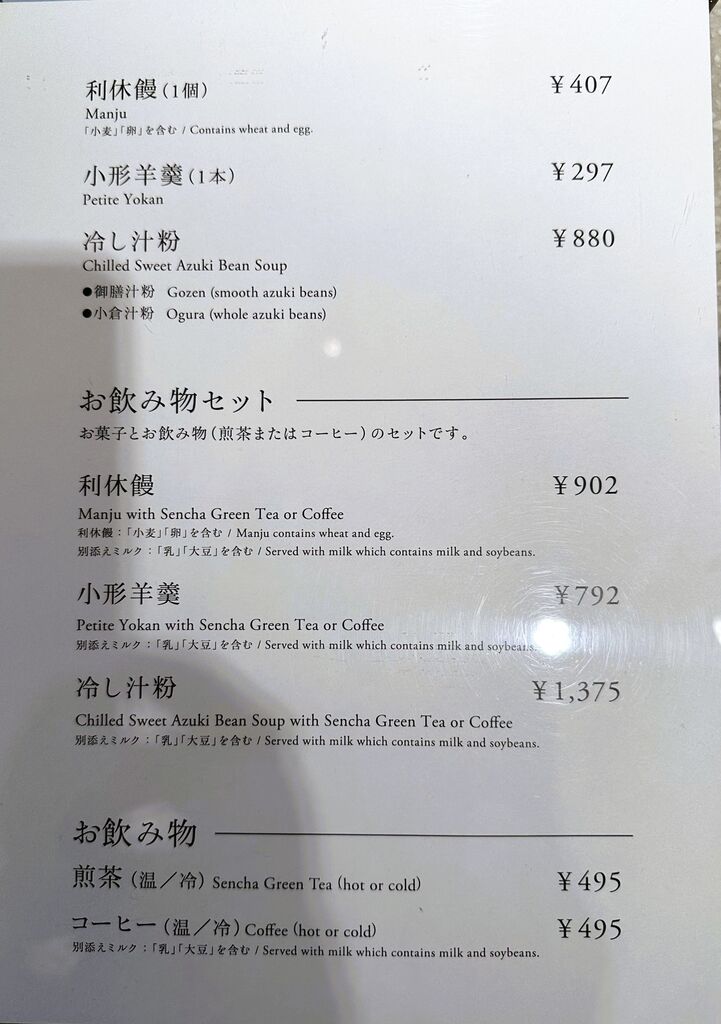 利休饅(1個) ¥407
Manju
「小麦」「卵」を含む / Contains wheat and egg.
小形羊羹(1本) ¥297
Petite Yokan
冷し汁粉 ¥880
Chilled Sweet Azuki Bean Soup
●御膳汁粉 Gozen (smooth azuki beans)
●小倉汁粉 Ogura (whole azuki beans)
お飲み物セット
お菓子とお飲み物(煎茶またはコーヒー)のセットです。
利休饅 ¥902
Manju with Sencha Green Tea or Coffee
利休饅:「小麦」「卵」を含む / Manju contains wheat and egg.
別添えミルク:「乳」「大豆」を含む / Served with milk which contains milk and soybeans.
小形羊羹 ¥792
Petite Yokan with Sencha Green Tea or Coffee
別添えミルク:「乳」「大豆」を含む / Served with milk which contains milk and soybeans.
冷し汁粉 ¥1,375
Chilled Sweet Azuki Bean Soup with Sencha Green Tea or Coffee
別添えミルク:「乳」「大豆」を含む / Served with milk which contains milk and soybeans.
お飲み物
煎茶(温/冷) Sencha Green Tea (hot or cold) ¥495
コーヒー(温/冷) Coffee (hot or cold) ¥495
別添えミルク:「乳」「大豆」を含む / Served with milk which contains milk and soybeans.